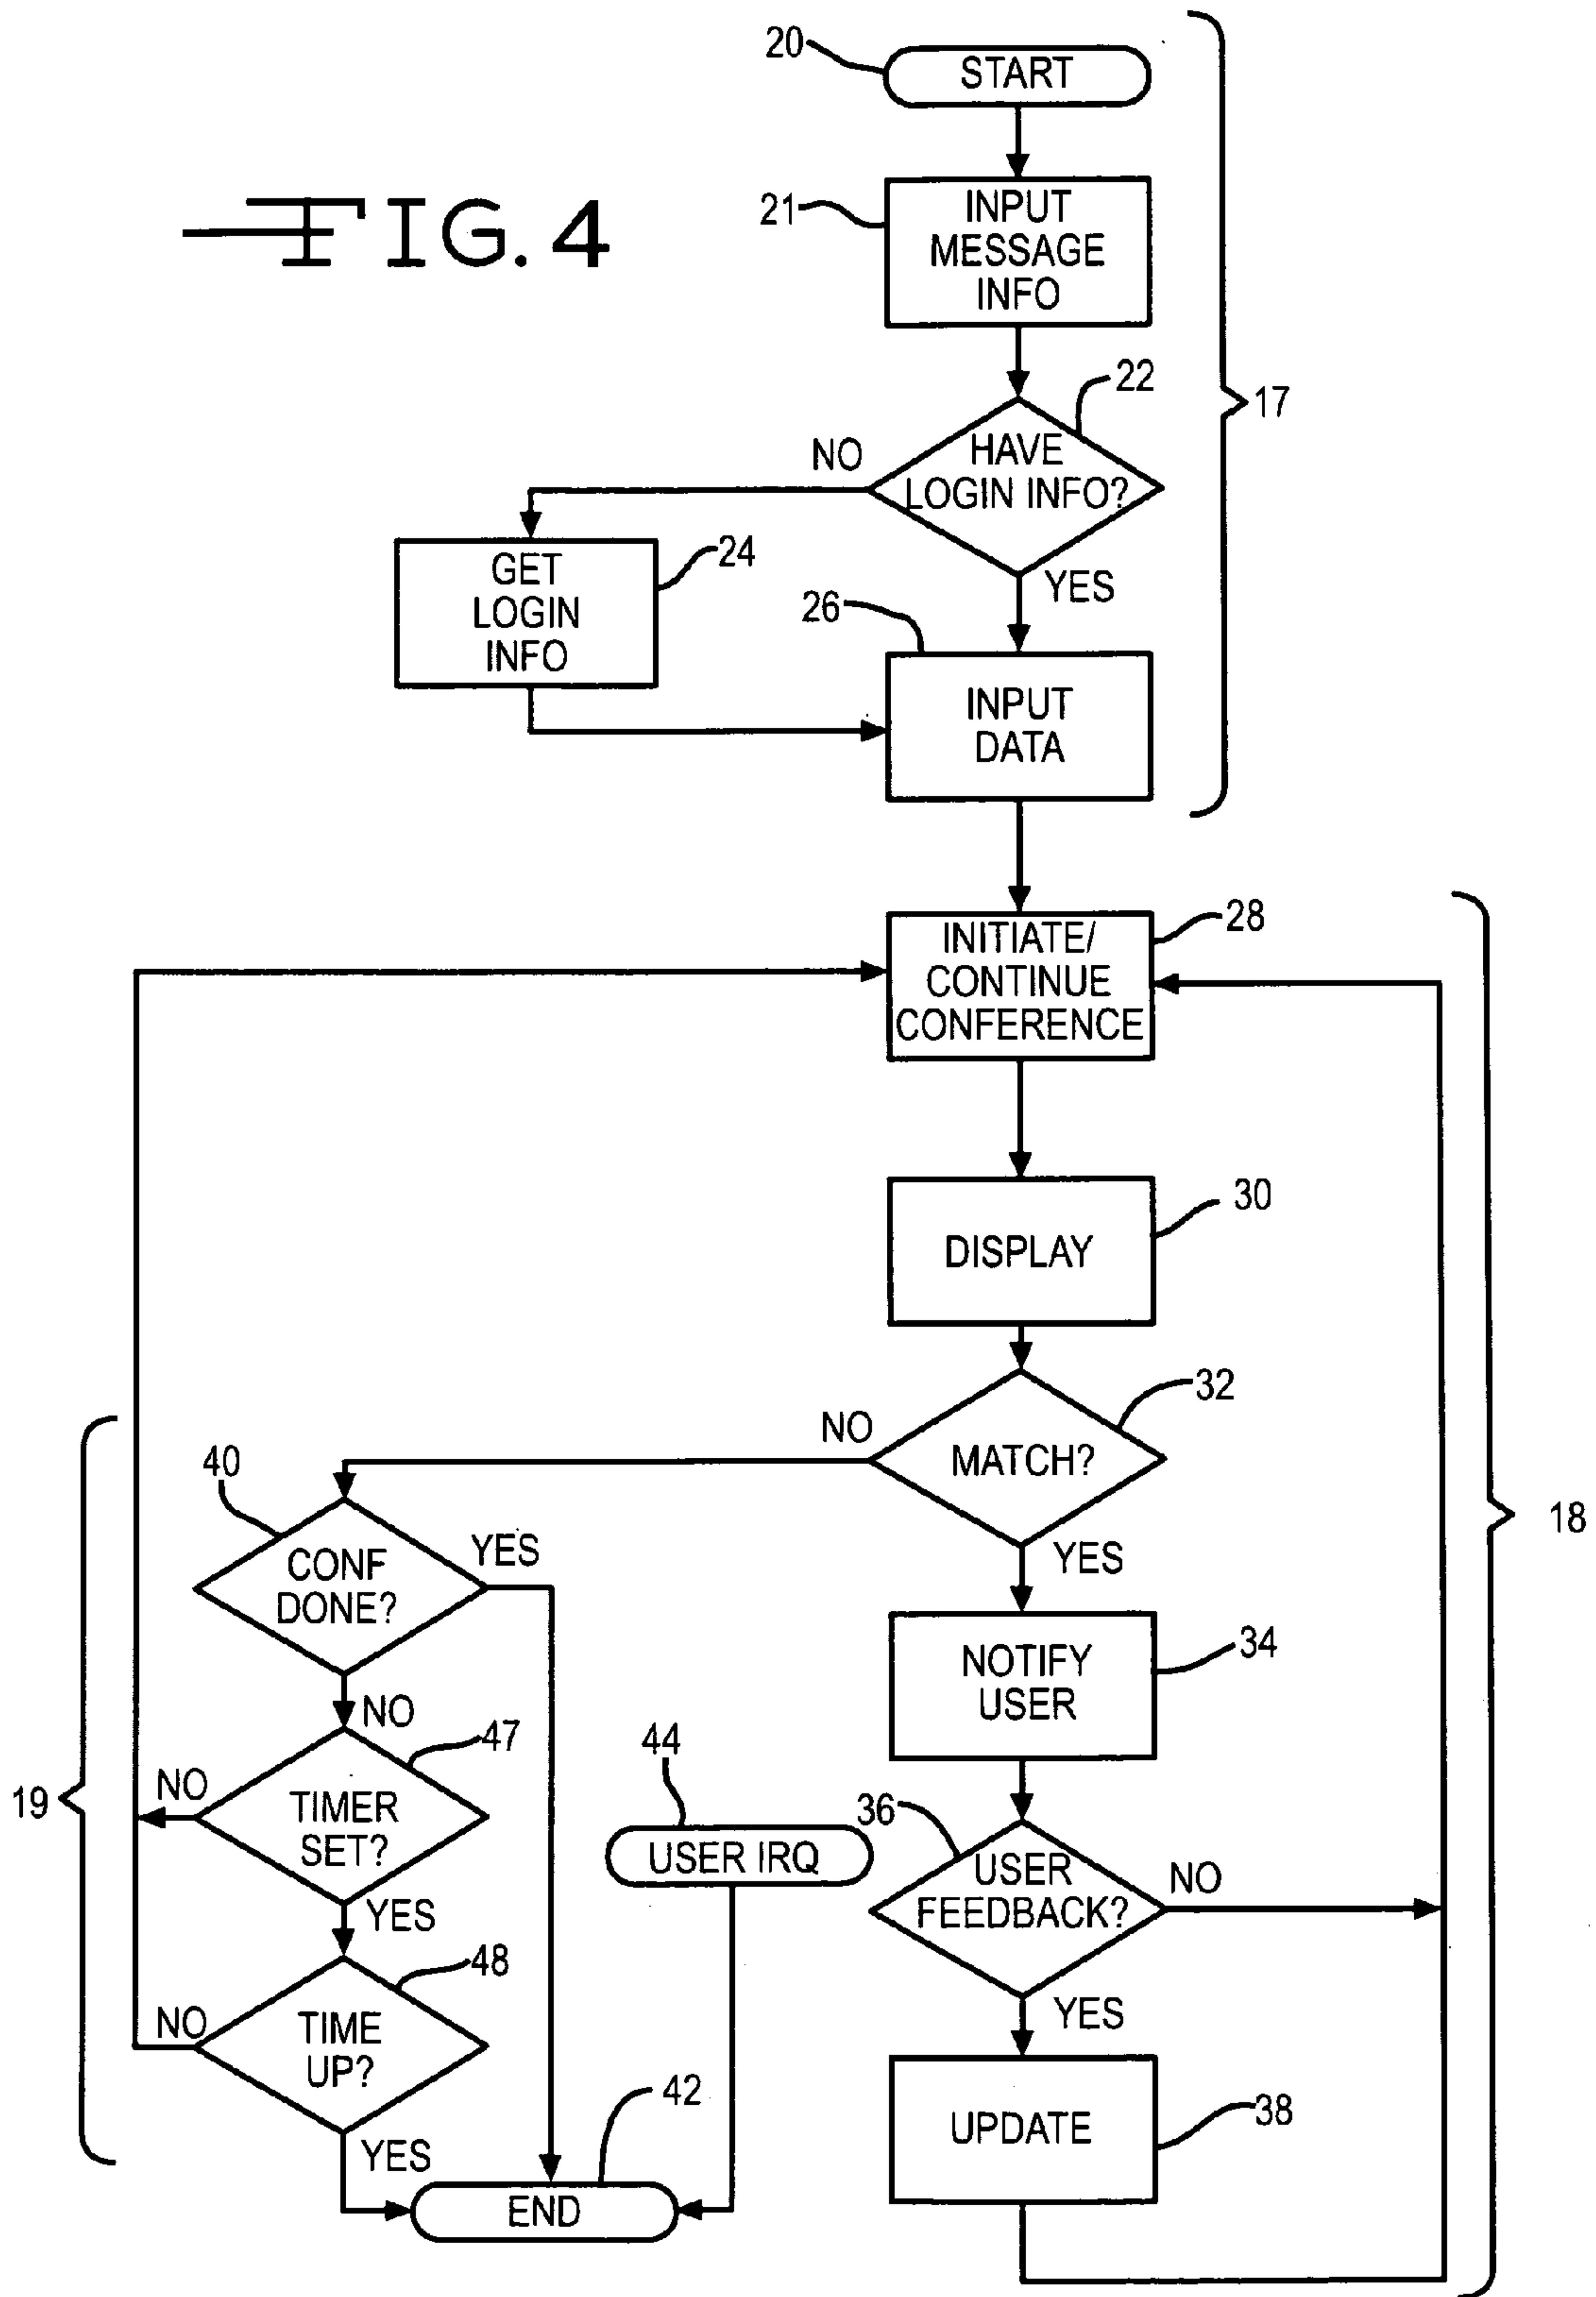 FIG. 4
20
START
21
INPUT
MESSAGE
INFO
22
17
HAVE
LOGIN INFO?
NO
YES
24
GET
LOGIN
INFO
26
INPUT
DATA
28
INITIATE/
CONTINUE
CONFERENCE
30
DISPLAY
32
MATCH?
NO
YES
18
40
CONF
DONE?
YES
NO
34
NOTIFY
USER
47
TIMER
SET?
NO
YES
19
44
USER IRQ
36
USER
FEEDBACK?
NO
YES
48
TIME
UP?
NO
YES
42
END
38
UPDATE